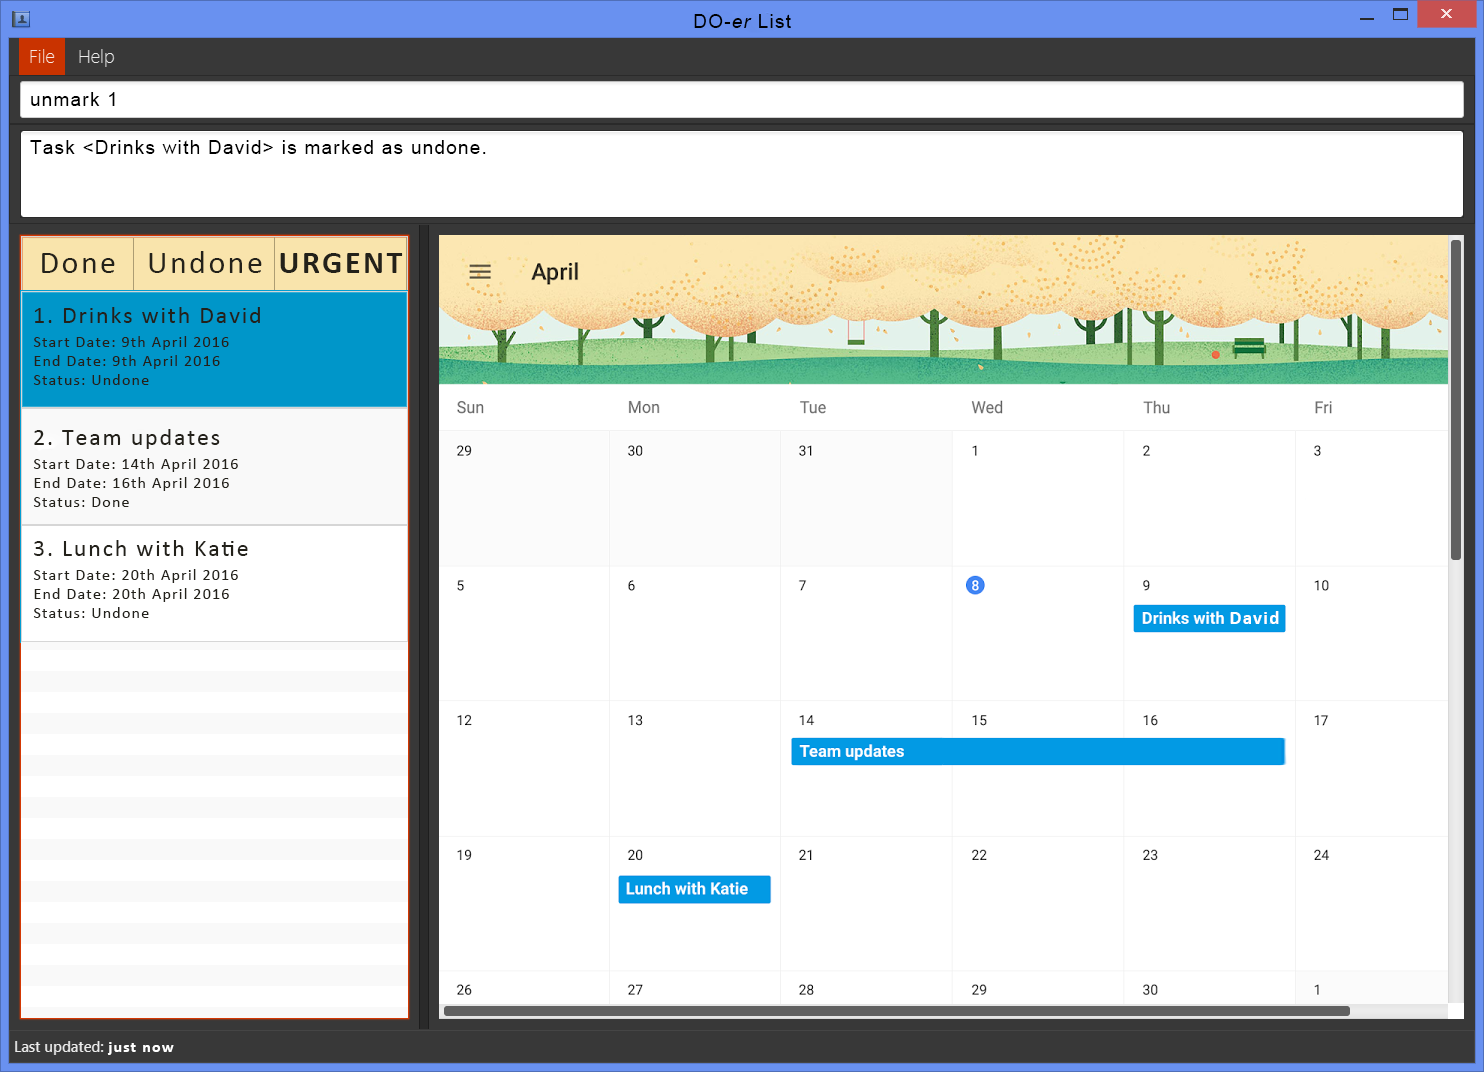 DO-er List
File Help
unmark 1
Task <Drinks with David> is marked as undone.
Done Undone URGENT
1. Drinks with David
Start Date: 9th April 2016
End Date: 9th April 2016
Status: Undone
2. Team updates
Start Date: 14th April 2016
End Date: 16th April 2016
Status: Done
3. Lunch with Katie
Start Date: 20th April 2016
End Date: 20th April 2016
Status: Undone
April
Sun Mon Tue Wed Thu Fri
29 30 31 1 2 3
5 6 7 8 9 10
Drinks with David
12 13 14 15 16 17
Team updates
19 20 21 22 23 24
Lunch with Katie
26 27 28 29 30 1
Last updated: just now